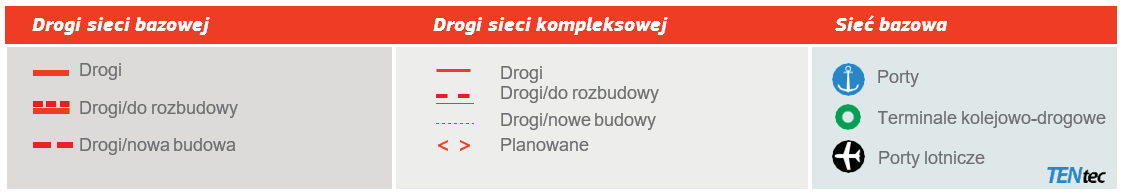 Drogi sieci bazowej
Drogi
Drogi/do rozbudowy
Drogi/nowa budowa
Drogi sieci kompleksowej
Drogi
Drogi/do rozbudowy
Drogi/nowe budowy
< > Planowane
Sieć bazowa
Porty
Terminale kolejowo-drogowe
Porty lotnicze
TENtec